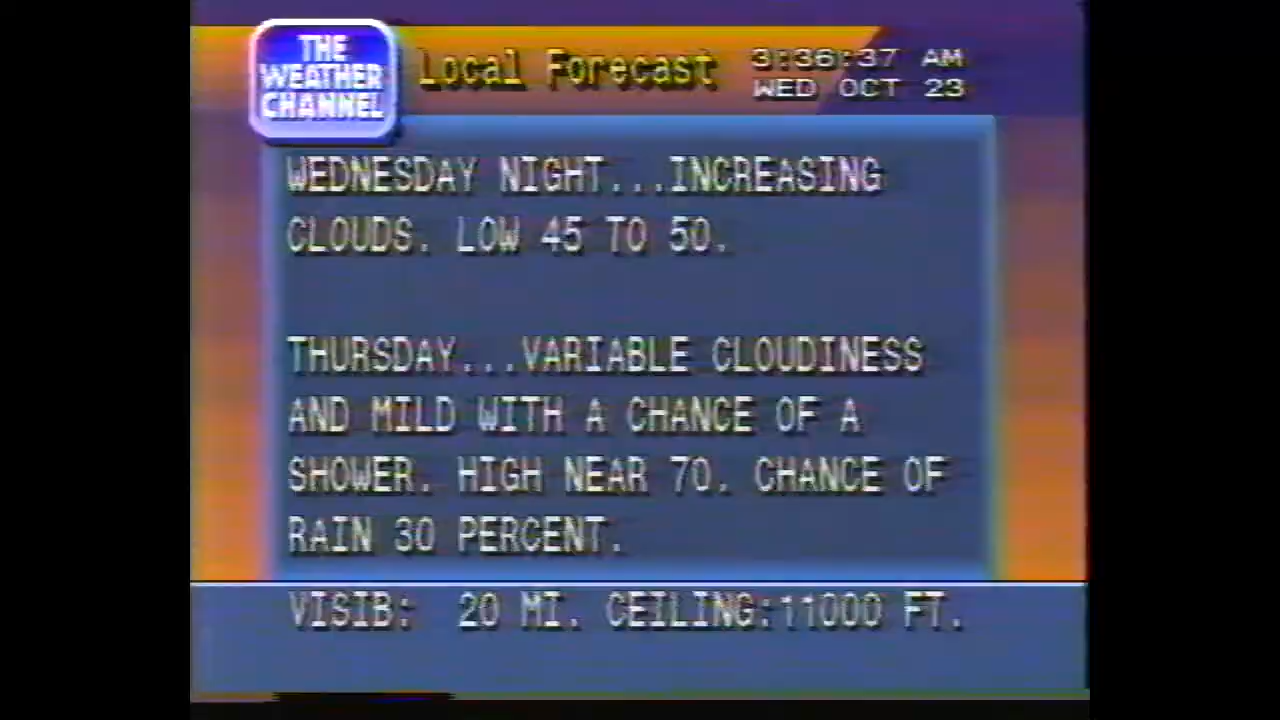 THE
WEATHER
CHANNEL
Local Forecast
3:36:37 AM
WED OCT 23
WEDNESDAY NIGHT...INCREASING
CLOUDS. LOW 45 TO 50.
THURSDAY...VARIABLE CLOUDINESS
AND MILD WITH A CHANCE OF A
SHOWER. HIGH NEAR 70. CHANCE OF
RAIN 30 PERCENT.
VISIB: 20 MI. CEILING:11000 FT.